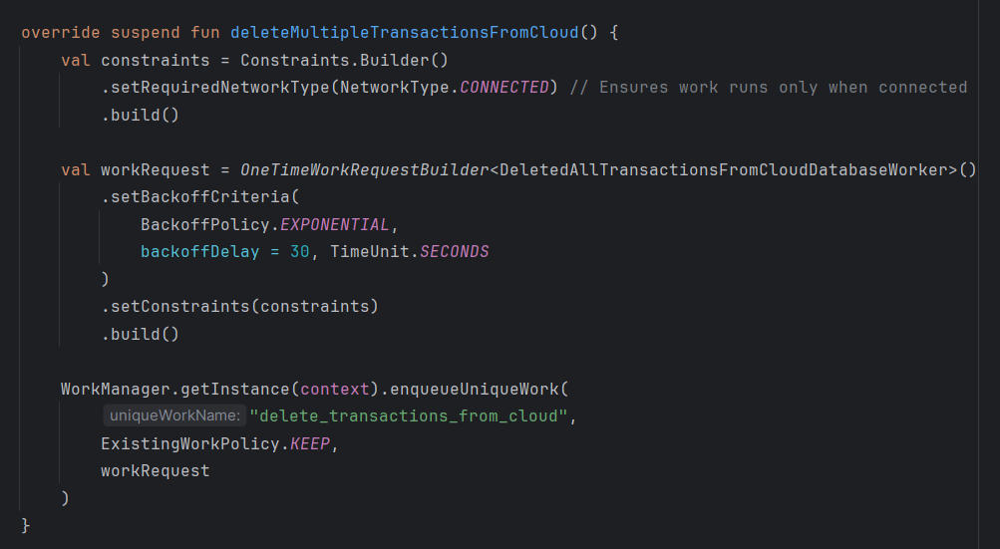 override suspend fun deleteMultipleTransactionsFromCloud() {
    val constraints = Constraints.Builder()
        .setRequiredNetworkType(NetworkType.CONNECTED) // Ensures work runs only when connected
        .build()

    val workRequest = OneTimeWorkRequestBuilder<DeletedAllTransactionsFromCloudDatabaseWorker>()
        .setBackoffCriteria(
            BackoffPolicy.EXPONENTIAL,
            backoffDelay = 30, TimeUnit.SECONDS
        )
        .setConstraints(constraints)
        .build()

    WorkManager.getInstance(context).enqueueUniqueWork(
        uniqueWorkName: "delete_transactions_from_cloud",
        ExistingWorkPolicy.KEEP,
        workRequest
    )
}